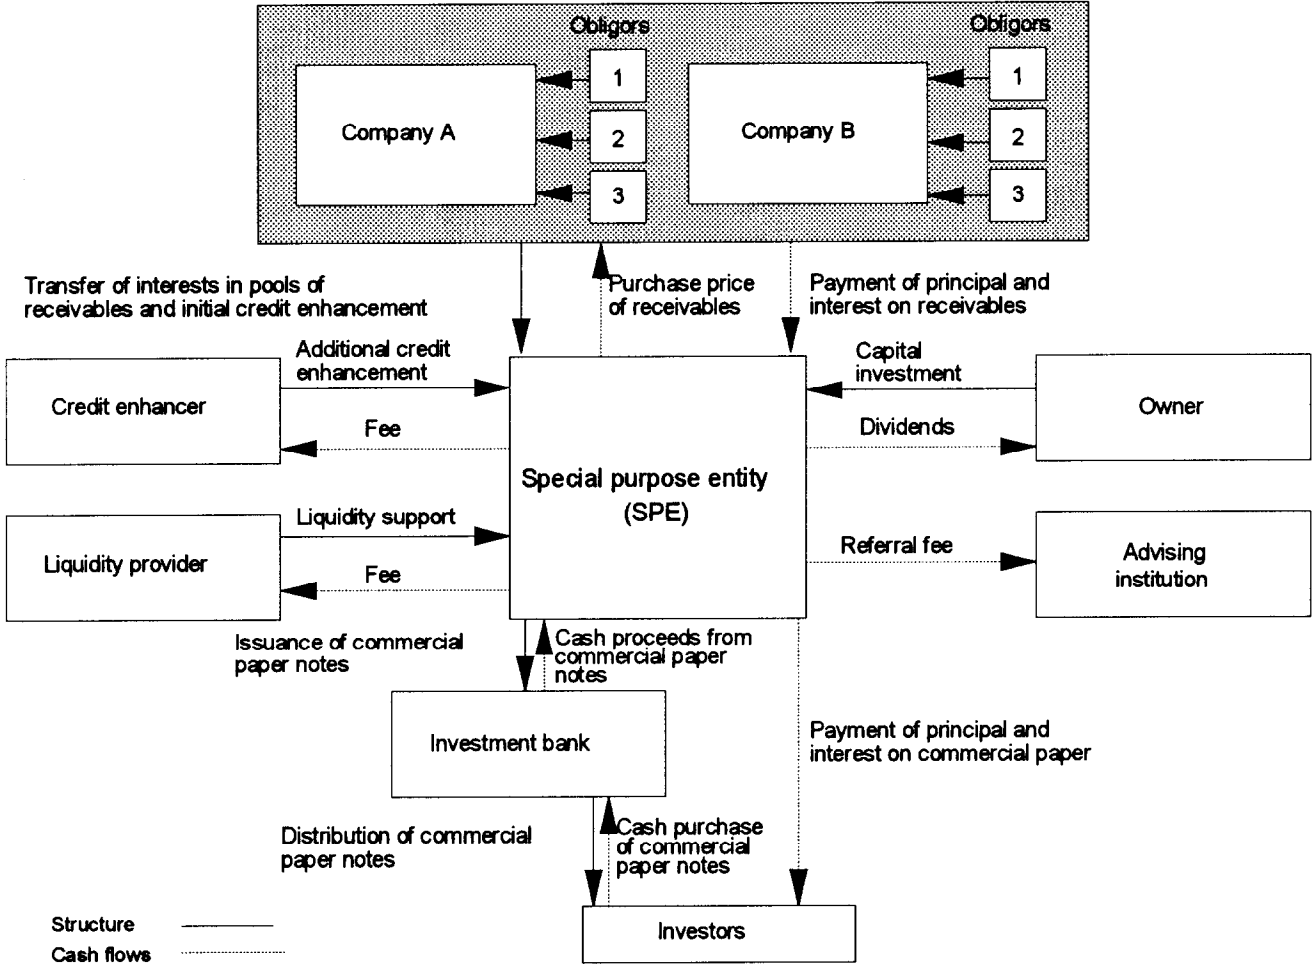 Obligors
Obligors
1
1
Company A
Company B
2
2
3
3
Transfer of interests in pools of
receivables and initial credit enhancement
Purchase price
of receivables
Payment of principal and
interest on receivables
Additional credit
enhancement
Capital
investment
Credit enhancer
Owner
Fee
Dividends
Special purpose entity
(SPE)
Liquidity support
Referral fee
Liquidity provider
Advising
institution
Fee
Issuance of commercial
paper notes
Cash proceeds from
commercial paper
notes
Investment bank
Payment of principal and
interest on commercial paper
Distribution of commercial
paper notes
Cash purchase
of commercial
paper notes
Structure
Cash flows
Investors